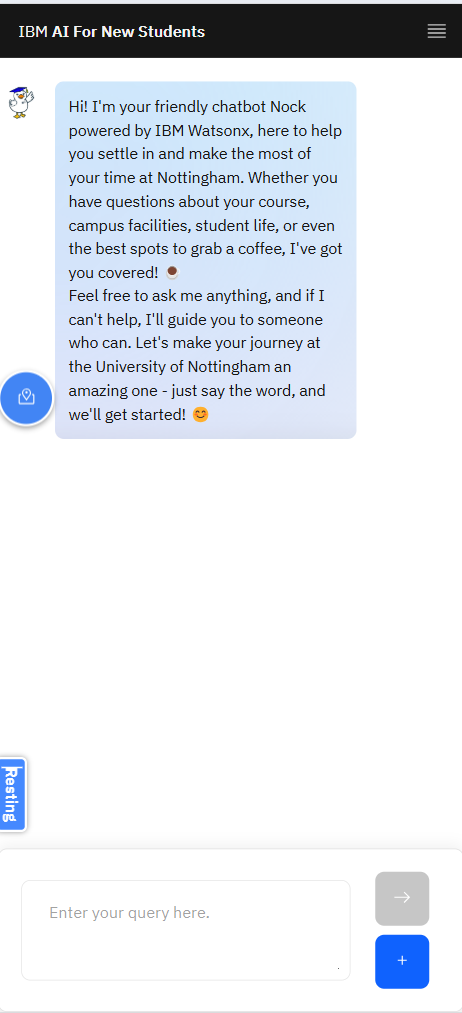 IBM AI For New Students
Hi! I'm your friendly chatbot Nock
powered by IBM Watsonx, here to help
you settle in and make the most of
your time at Nottingham. Whether you
have questions about your course,
campus facilities, student life, or even
the best spots to grab a coffee, I've got
you covered! ☕
Feel free to ask me anything, and if I
can't help, I'll guide you to someone
who can. Let's make your journey at
the University of Nottingham an
amazing one - just say the word, and
we'll get started! 😊
Resting
Enter your query here.